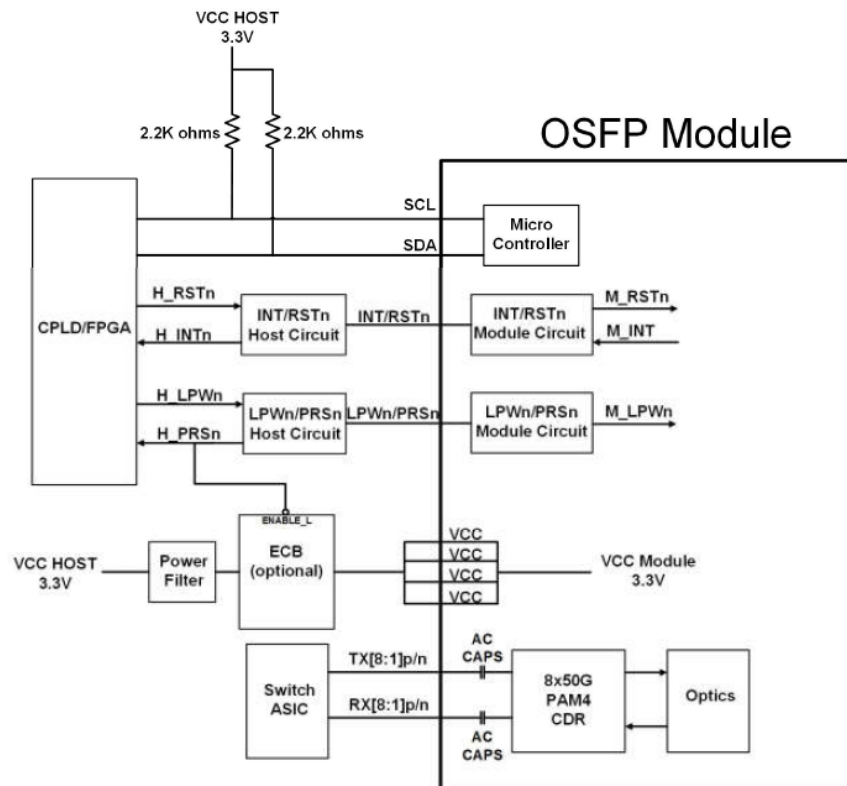 VCC HOST
3.3V
2.2K ohms
2.2K ohms
OSFP Module
SCL
SDA
Micro
Controller
CPLD/FPGA
H_RSTn
H_INTn
INT/RSTn
Host Circuit
INT/RSTn
INT/RSTn
Module Circuit
M_RSTn
M_INT
H_LPWn
H_PRSn
LPWn/PRSn
Host Circuit
LPWn/PRSn
LPWn/PRSn
Module Circuit
M_LPWn
VCC HOST
3.3V
Power
Filter
ENABLE_L
ECB
(optional)
VCC
VCC
VCC
VCC
VCC Module
3.3V
Switch
ASIC
TX[8:1]p/n
RX[8:1]p/n
AC
CAPS
AC
CAPS
8x50G
PAM4
CDR
Optics